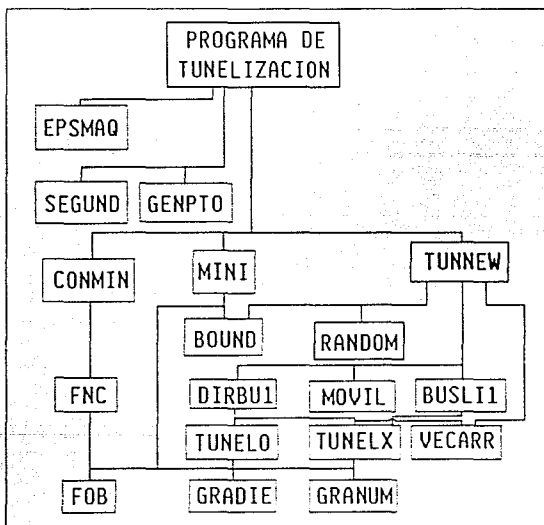 PROGRAMA DE
TUNELIZACION
EPSMAQ
SEGUND
GENPTO
CONMIN
MINI
TUNNEW
BOUND
RANDOM
FNC
DIRBU1
MOVIL
BUSLI1
TUNELO
TUNELX
VECARR
FOB
GRADIE
GRANUM